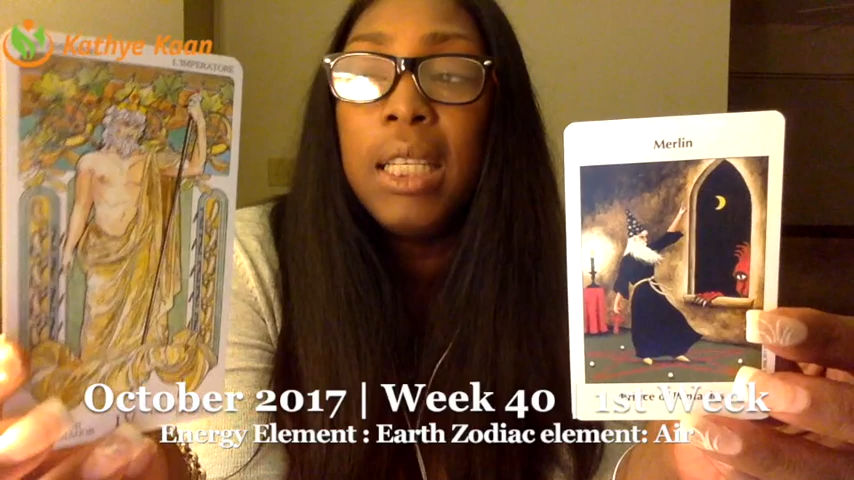 Kathye Kaan
L'IMPERATORE
Merlin
October 2017 | Week 40 | 1st Week
Energy Element : Earth Zodiac element: Air